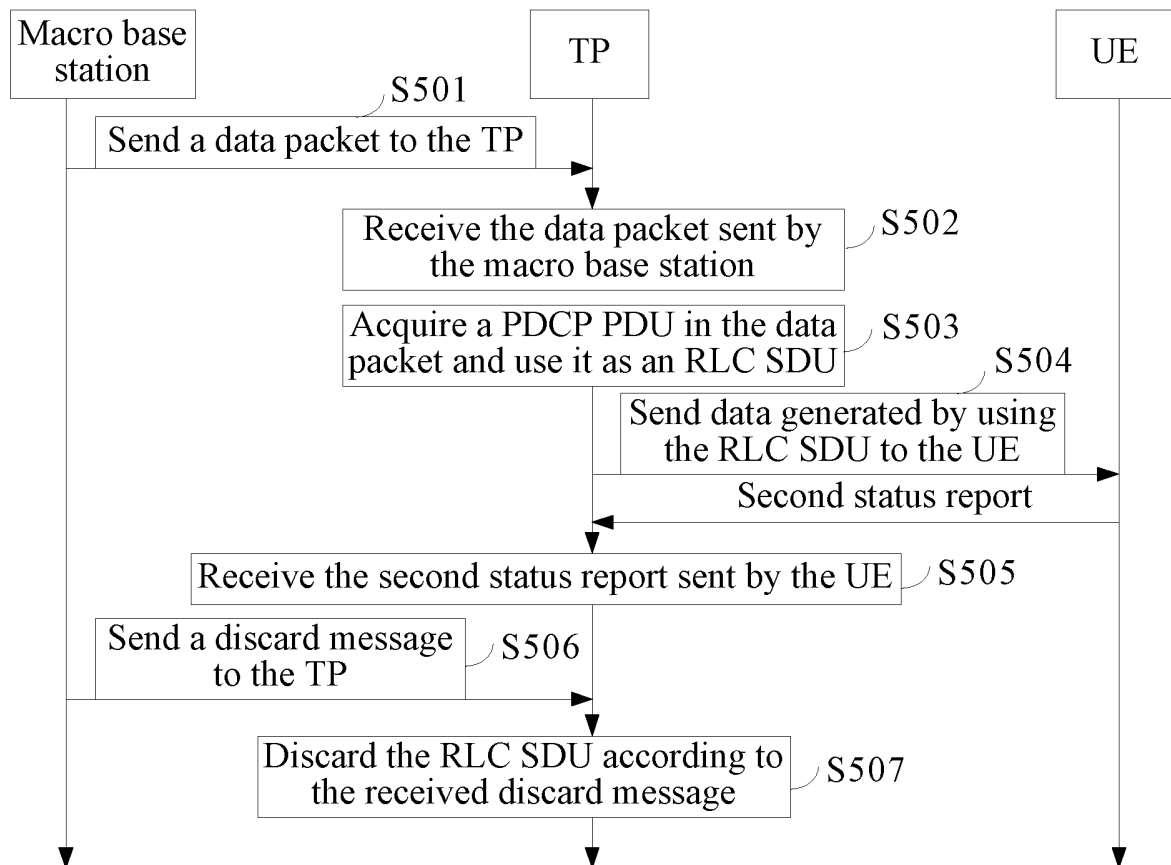 Macro base
station
TP
UE
S501
Send a data packet to the TP
Receive the data packet sent by
the macro base station
S502
Acquire a PDCP PDU in the data
packet and use it as an RLC SDU
S503
S504
Send data generated by using
the RLC SDU to the UE
Second status report
Receive the second status report sent by the UE
S505
Send a discard message
to the TP
S506
Discard the RLC SDU according to
the received discard message
S507